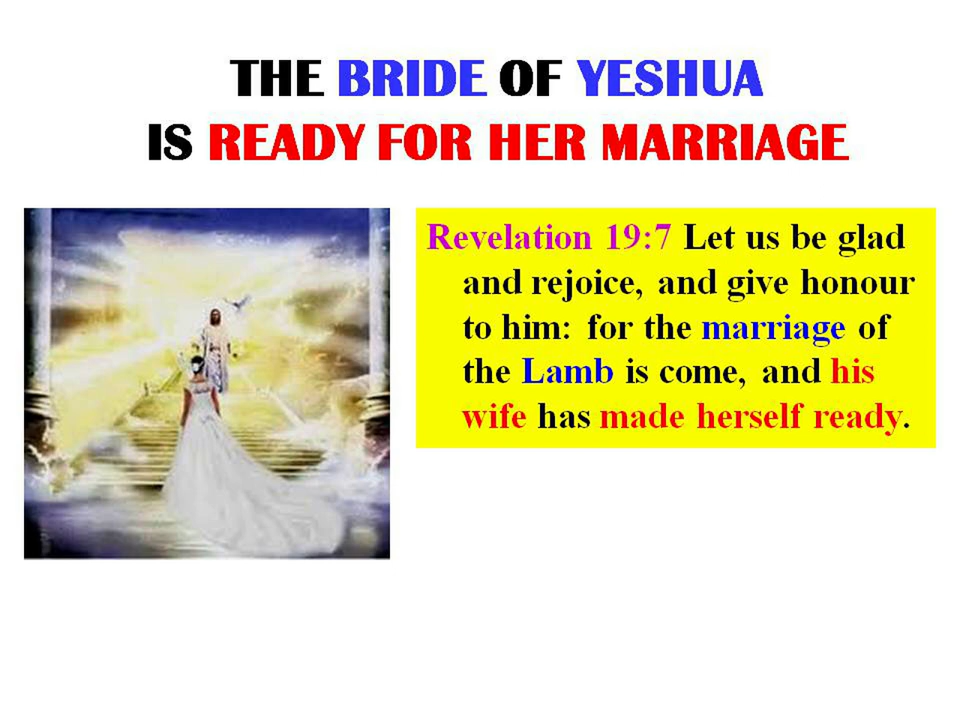 THE BRIDE OF YESHUA
IS READY FOR HER MARRIAGE
Revelation 19:7 Let us be glad
and rejoice, and give honour
to him: for the marriage of
the Lamb is come, and his
wife has made herself ready.